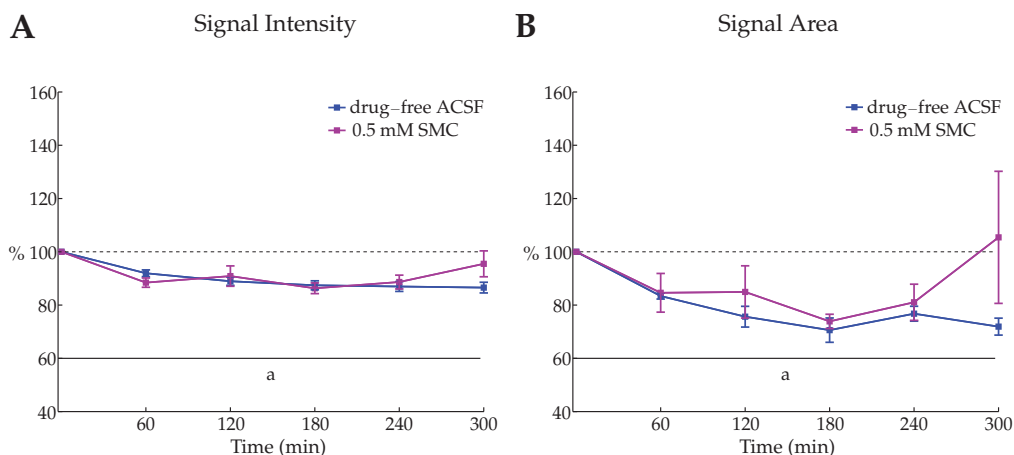 A Signal Intensity
160
140
120
% 100
80
60
40
drug–free ACSF
0.5 mM SMC
a
60 120 180 240 300
Time (min)
B Signal Area
160
140
120
% 100
80
60
40
drug–free ACSF
0.5 mM SMC
a
60 120 180 240 300
Time (min)